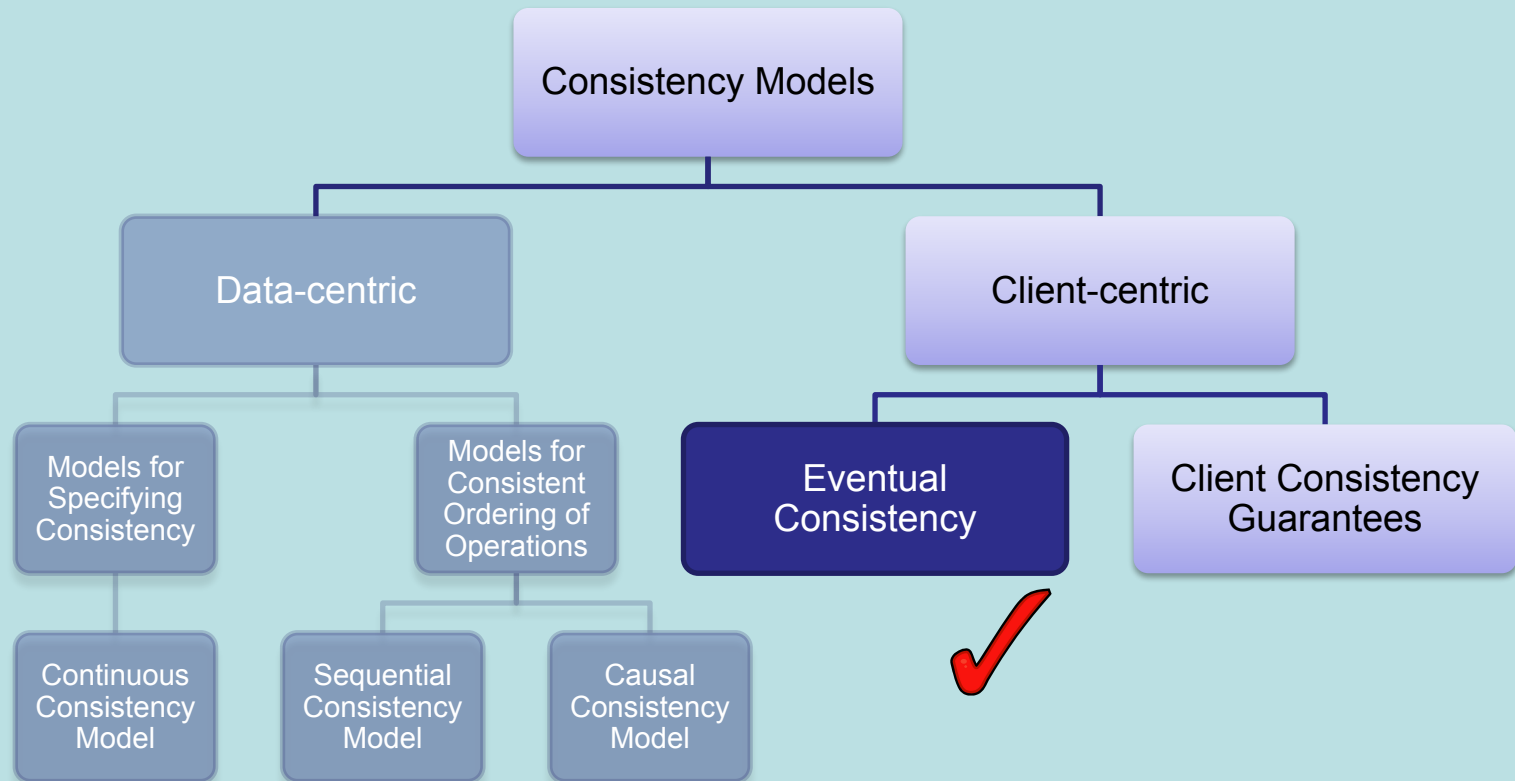 Consistency Models
Data-centric
Client-centric
Models for
Specifying
Consistency
Models for
Consistent
Ordering of
Operations
Eventual
Consistency
Client Consistency
Guarantees
Continuous
Consistency
Model
Sequential
Consistency
Model
Causal
Consistency
Model